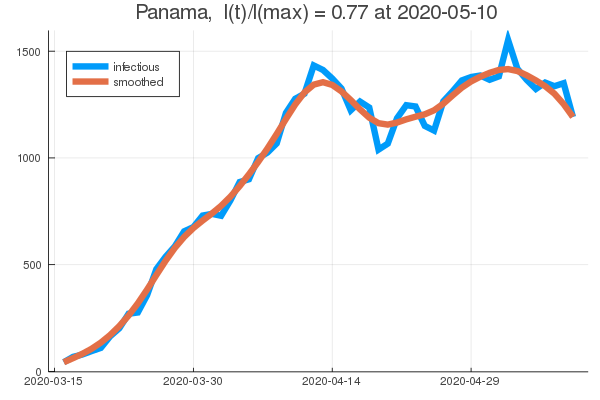 Panama,  I(t)/I(max) = 0.77 at 2020-05-10
1500
infectious
smoothed
1000
500
0
2020-03-15 2020-03-30 2020-04-14 2020-04-29